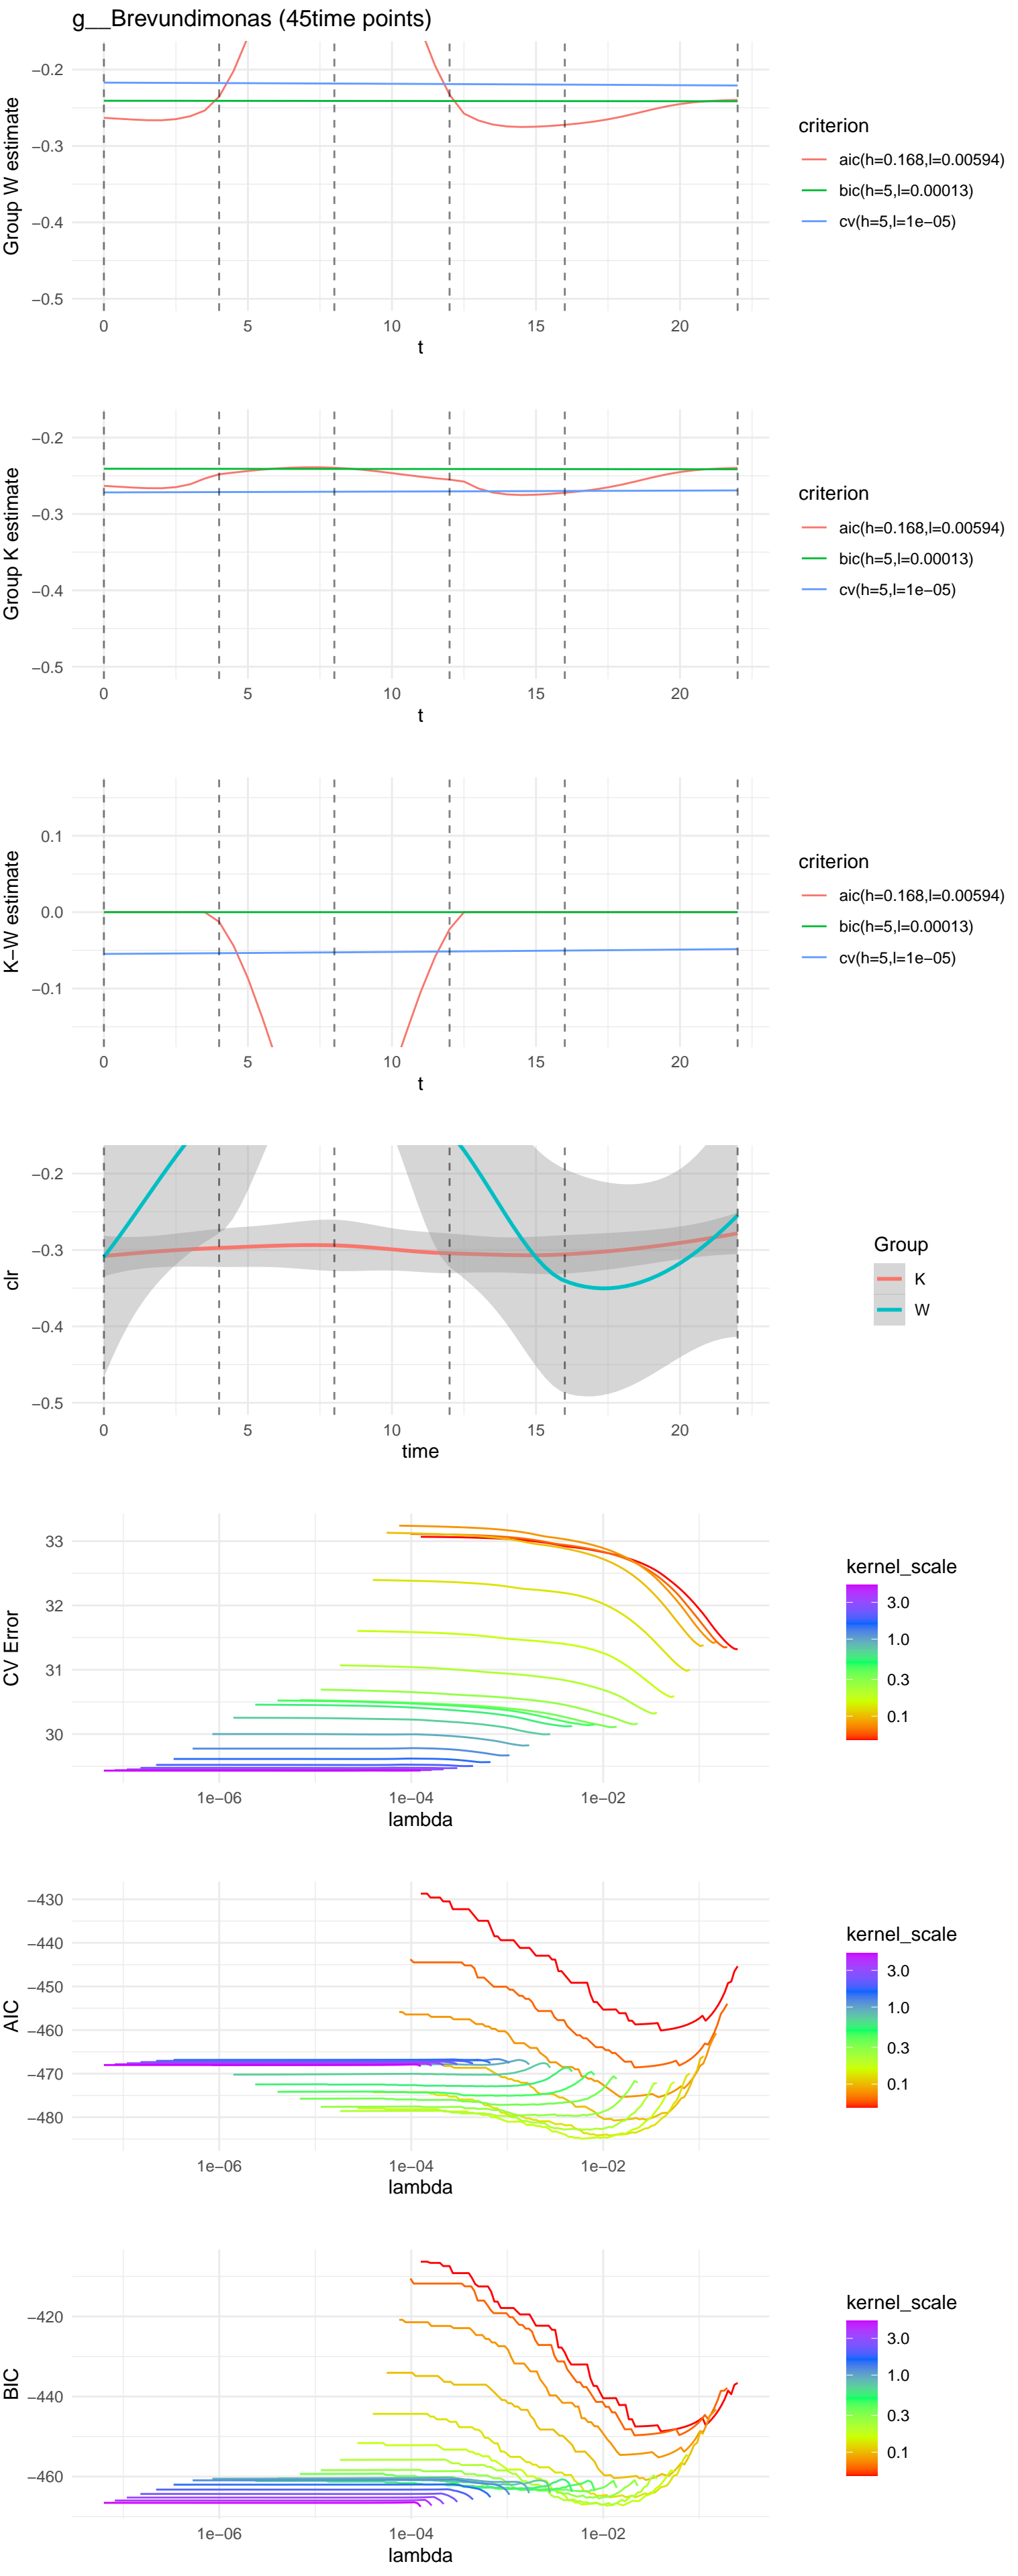 g__Brevundimonas (45time points)
Group W estimate
−0.2
−0.3
−0.4
−0.5
0 5 10 15 20
t
criterion
aic(h=0.168,l=0.00594)
bic(h=5,l=0.00013)
cv(h=5,l=1e−05)
Group K estimate
−0.2
−0.3
−0.4
−0.5
0 5 10 15 20
t
criterion
aic(h=0.168,l=0.00594)
bic(h=5,l=0.00013)
cv(h=5,l=1e−05)
K−W estimate
0.1
0.0
−0.1
0 5 10 15 20
t
criterion
aic(h=0.168,l=0.00594)
bic(h=5,l=0.00013)
cv(h=5,l=1e−05)
clr
−0.2
−0.3
−0.4
−0.5
0 5 10 15 20
time
Group
K
W
CV Error
33
32
31
30
1e−06 1e−04 1e−02
lambda
kernel_scale
3.0
1.0
0.3
0.1
AIC
−430
−440
−450
−460
−470
−480
1e−06 1e−04 1e−02
lambda
kernel_scale
3.0
1.0
0.3
0.1
BIC
−420
−440
−460
1e−06 1e−04 1e−02
lambda
kernel_scale
3.0
1.0
0.3
0.1